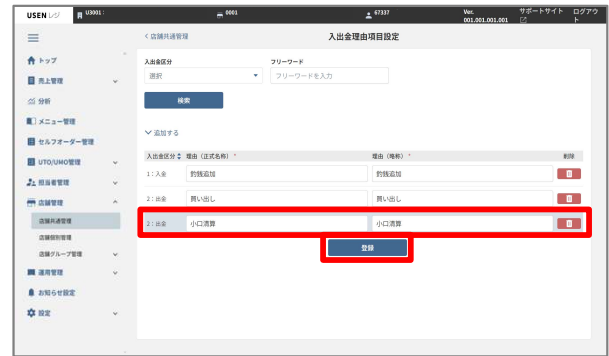 USEN レジ U3001: 0001 67337 Ver. 001.001.001.001 サポートサイト ログアウト
< 店舗共通管理 入出金理由項目設定
トップ
売上管理
分析
メニュー管理
セルフオーダー管理
UTO/UMO管理
担当者管理
店舗管理
店舗共通管理
店舗個別管理
店舗グループ管理
運用管理
お知らせ設定
設定
入出金区分 フリーワード
選択 フリーワードを入力
検索
追加する
入出金区分 理由（正式名称） * 理由（略称） * 削除
1：入金 釣銭追加 釣銭追加
2：出金 買い出し 買い出し
2：出金 小口清算 小口清算
登録